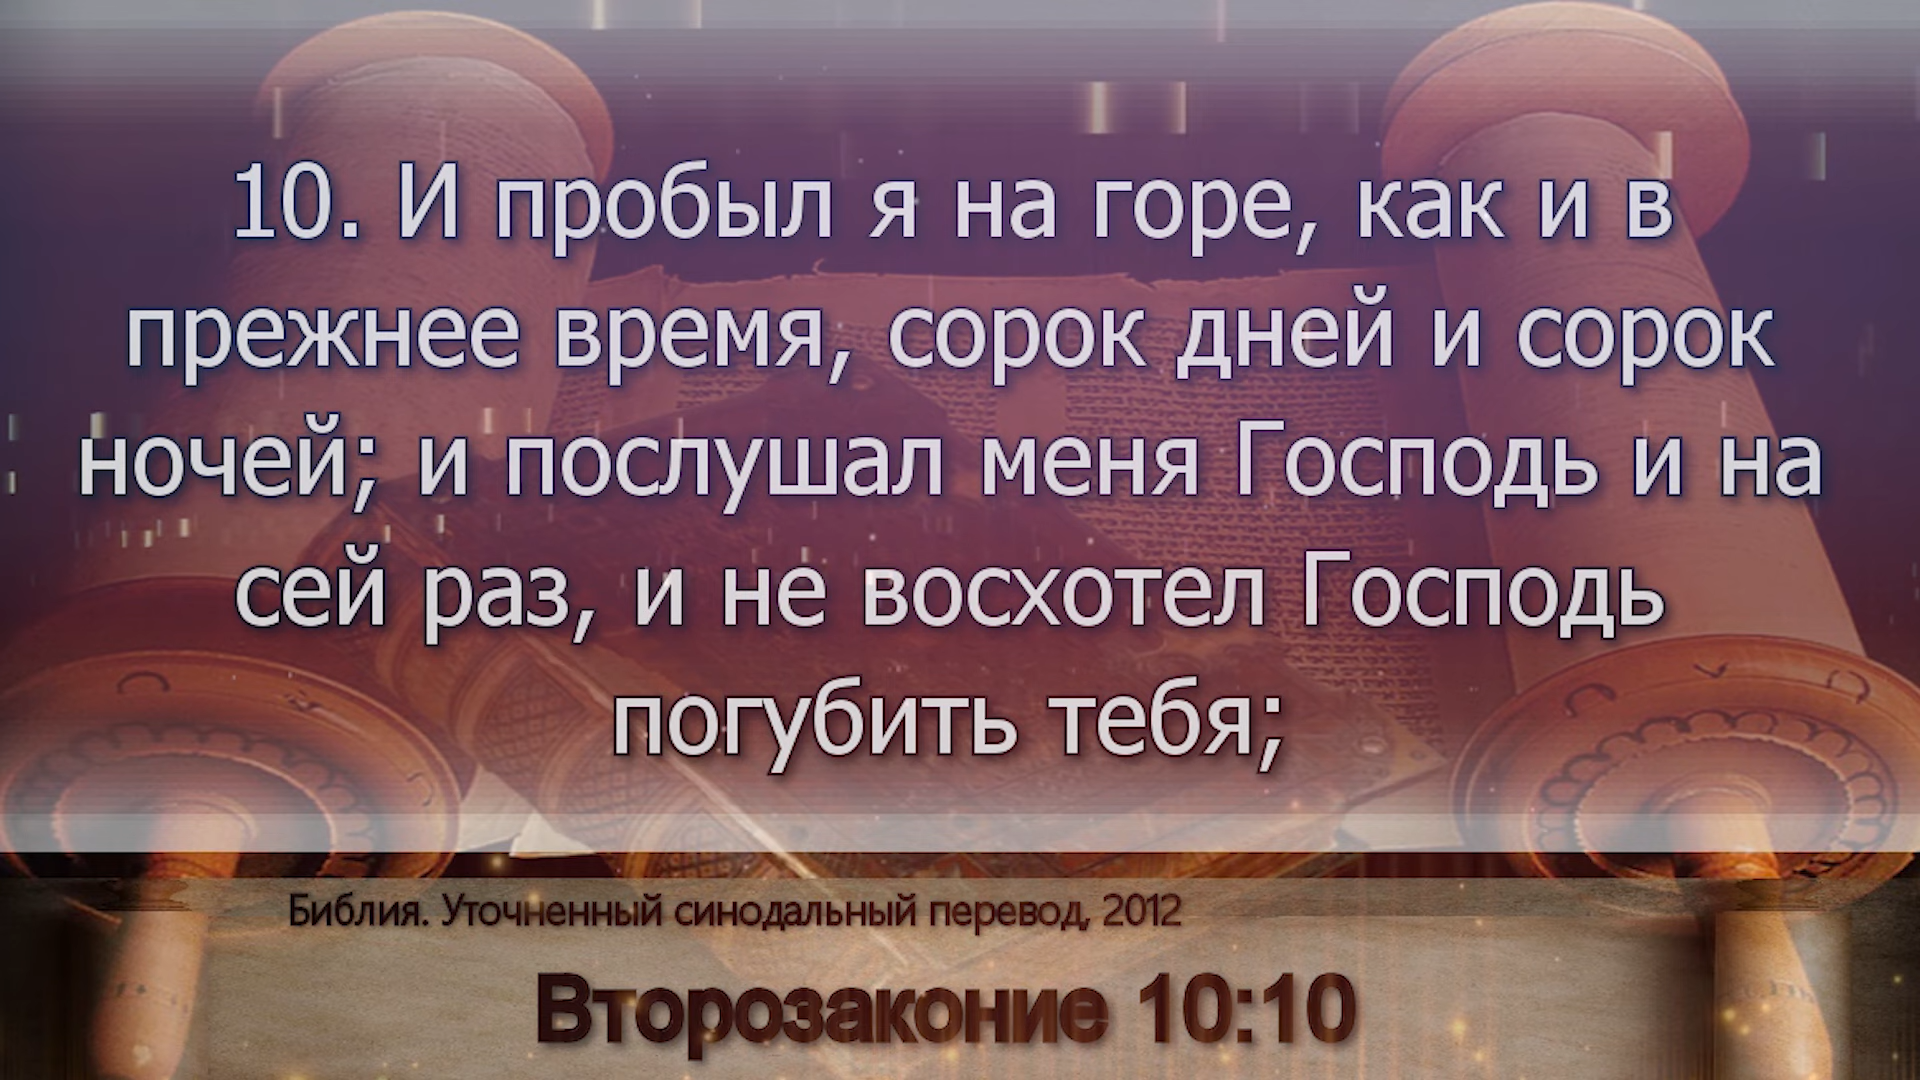 10. И пробыл я на горе, как и в
прежнее время, сорок дней и сорок
ночей; и послушал меня Господь и на
сей раз, и не восхотел Господь
погубить тебя;
Библия. Уточненный синодальный перевод, 2012
Второзаконие 10:10